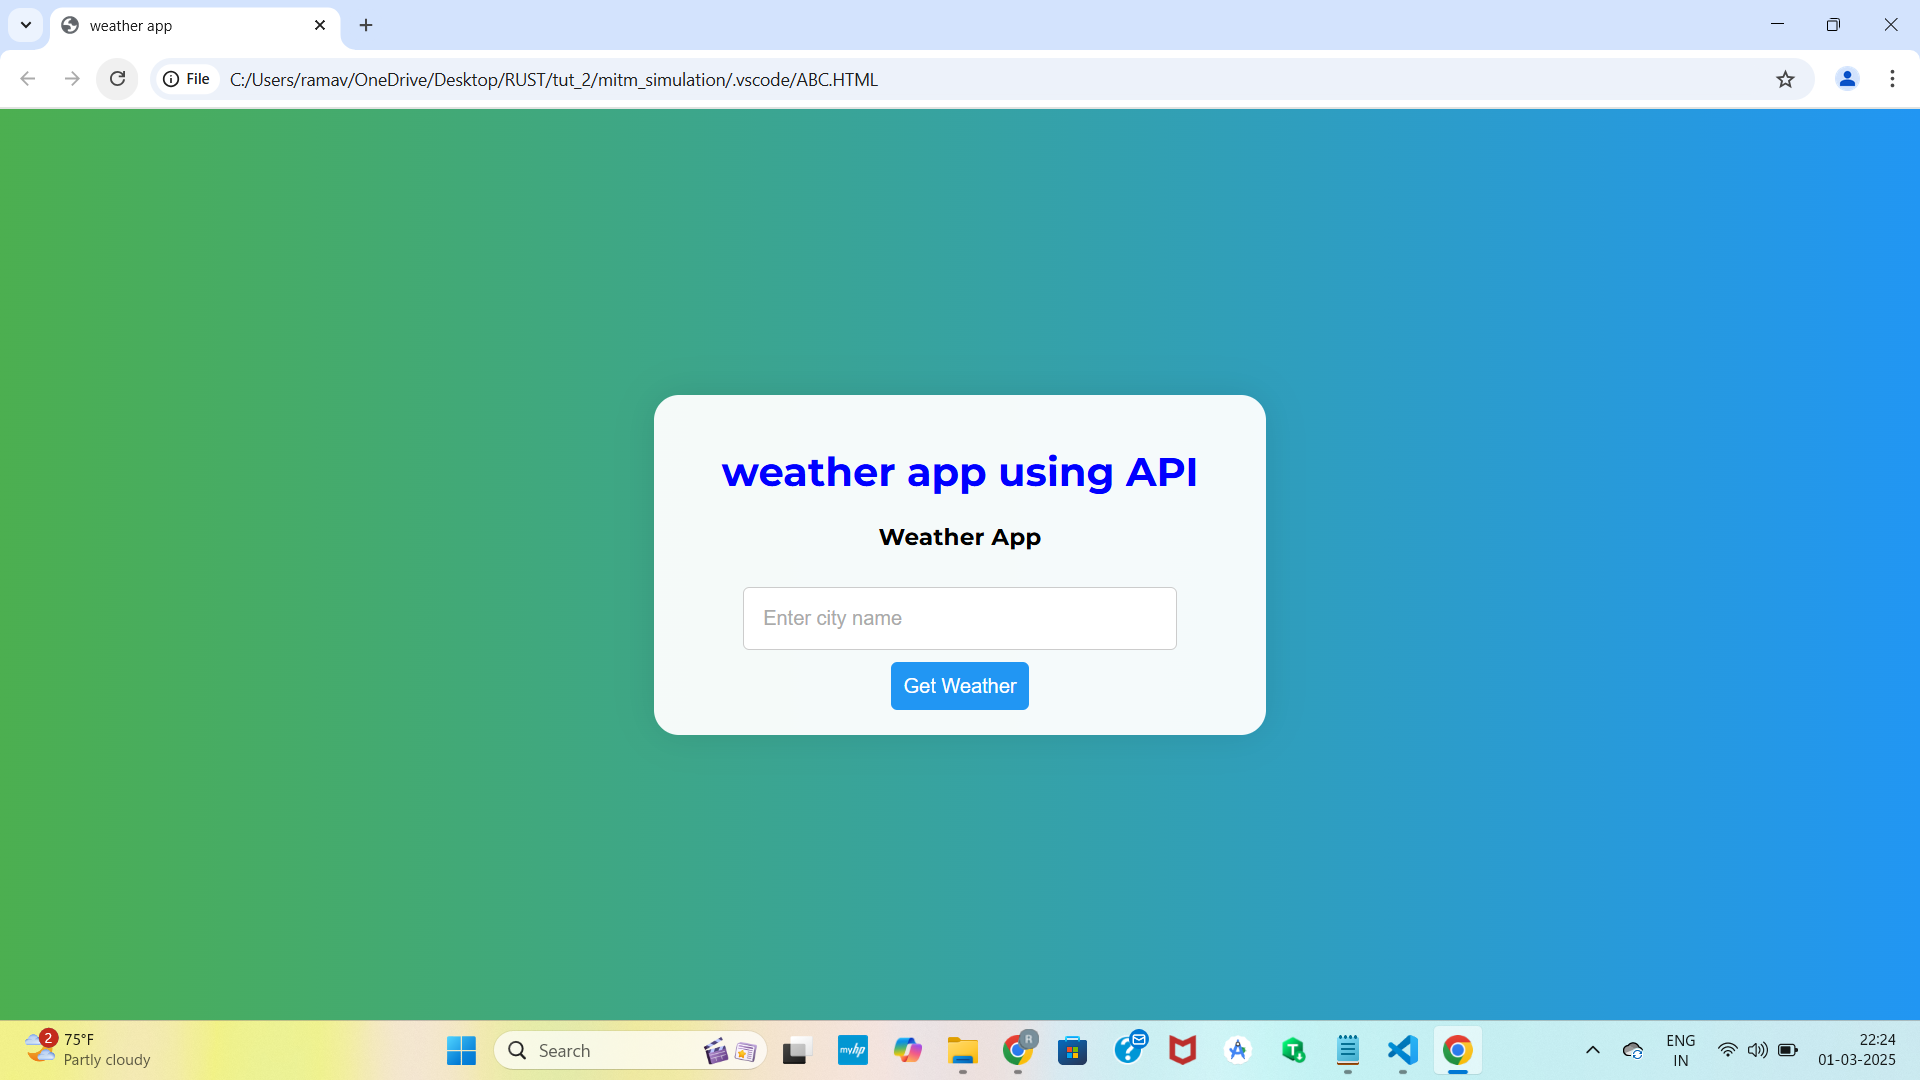 weather app
File
C:/Users/ramav/OneDrive/Desktop/RUST/tut_2/mitm_simulation/.vscode/ABC.HTML
weather app using API
Weather App
Enter city name
Get Weather
2
75°F
Partly cloudy
Search
myhp
R
T
ENG
IN
22:24
01-03-2025